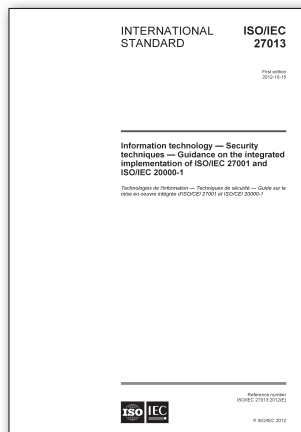 INTERNATIONAL
STANDARD
ISO/IEC
27013
First edition
2012-10-15
Information technology — Security
techniques — Guidance on the integrated
implementation of ISO/IEC 27001 and
ISO/IEC 20000-1
Technologies de l'information — Techniques de sécurité — Guide sur la
mise en oeuvre intégrée d'ISO/CEI 27001 et ISO/CEI 20000-1
Reference number
ISO/IEC 27013:2012(E)
ISO IEC
© ISO/IEC 2012